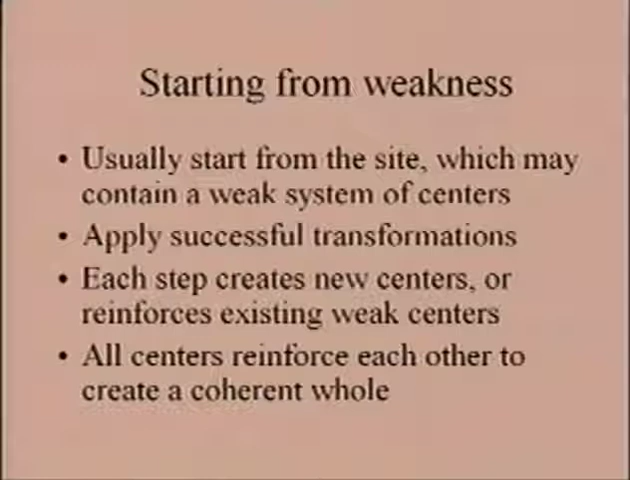 Starting from weakness
• Usually start from the site, which may
contain a weak system of centers
• Apply successful transformations
• Each step creates new centers, or
reinforces existing weak centers
• All centers reinforce each other to
create a coherent whole